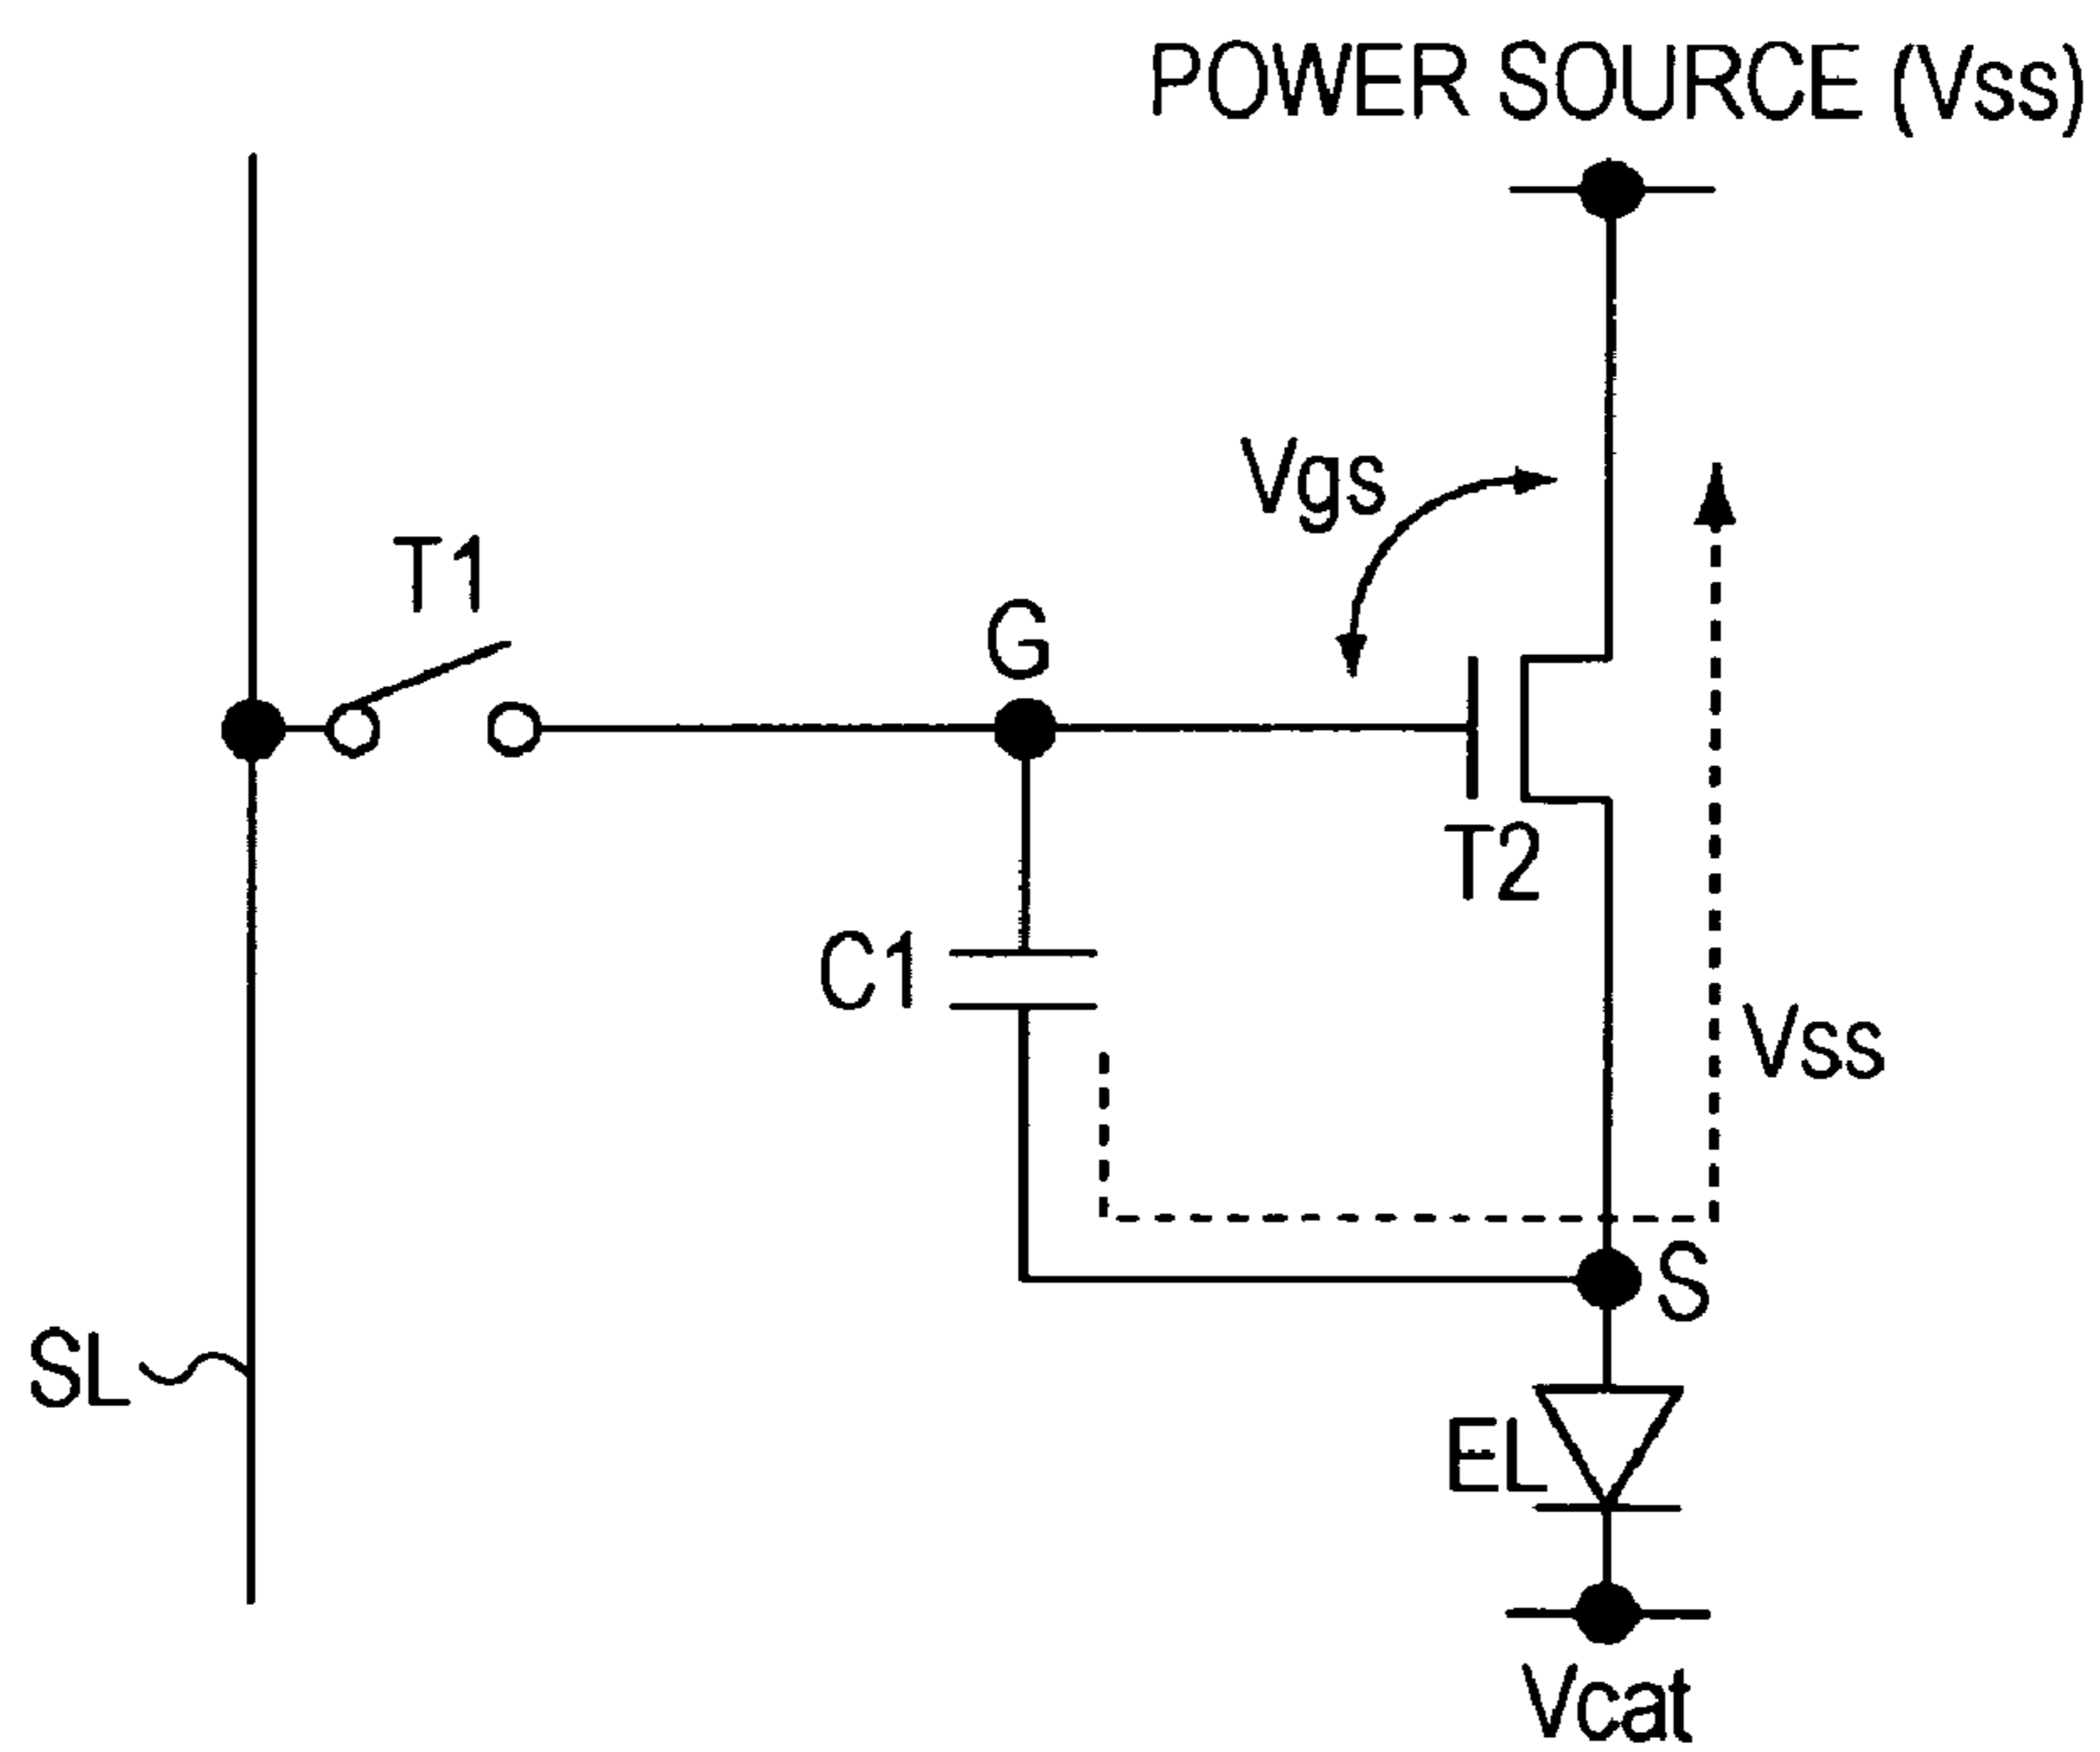 POWER SOURCE (Vss)
Vgs
T1
G
T2
C1
Vss
S
SL
EL
Vcat